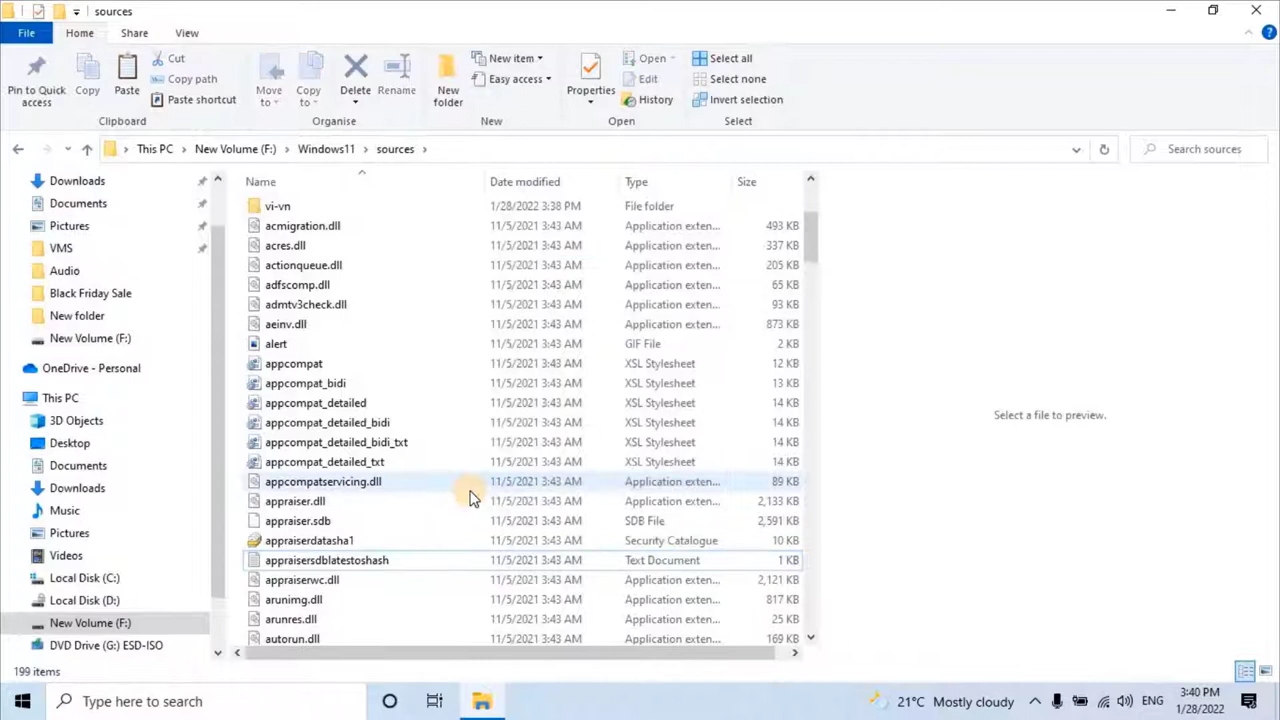 sources
File Home Share View
Pin to Quick access
Copy
Paste
Cut
Copy path
Paste shortcut
Clipboard
Move to
Copy to
Delete
Rename
Organise
New folder
New item
Easy access
New
Properties
Open
Edit
History
Open
Select all
Select none
Invert selection
Select
This PC New Volume (F:) Windows11 sources
Search sources
Downloads
Documents
Pictures
VMS
Audio
Black Friday Sale
New folder
New Volume (F:)
OneDrive - Personal
This PC
3D Objects
Desktop
Documents
Downloads
Music
Pictures
Videos
Local Disk (C:)
Local Disk (D:)
New Volume (F:)
DVD Drive (G:) ESD-ISO
Name Date modified Type Size
vi-vn 1/28/2022 3:38 PM File folder
acmigration.dll 11/5/2021 3:43 AM Application exten... 493 KB
acres.dll 11/5/2021 3:43 AM Application exten... 337 KB
actionqueue.dll 11/5/2021 3:43 AM Application exten... 205 KB
adfscomp.dll 11/5/2021 3:43 AM Application exten... 65 KB
admtv3check.dll 11/5/2021 3:43 AM Application exten... 93 KB
aeinv.dll 11/5/2021 3:43 AM Application exten... 873 KB
alert 11/5/2021 3:43 AM GIF File 2 KB
appcompat 11/5/2021 3:43 AM XSL Stylesheet 12 KB
appcompat_bidi 11/5/2021 3:43 AM XSL Stylesheet 13 KB
appcompat_detailed 11/5/2021 3:43 AM XSL Stylesheet 14 KB
appcompat_detailed_bidi 11/5/2021 3:43 AM XSL Stylesheet 14 KB
appcompat_detailed_bidi_txt 11/5/2021 3:43 AM XSL Stylesheet 14 KB
appcompat_detailed_txt 11/5/2021 3:43 AM XSL Stylesheet 14 KB
appcompatservicing.dll 11/5/2021 3:43 AM Application exten... 89 KB
appraiser.dll 11/5/2021 3:43 AM Application exten... 2,133 KB
appraiser.sdb 11/5/2021 3:43 AM SDB File 2,591 KB
appraiserdatasha1 11/5/2021 3:43 AM Security Catalogue 10 KB
appraisersdblatestoshash 11/5/2021 3:43 AM Text Document 1 KB
appraiserwc.dll 11/5/2021 3:43 AM Application exten... 2,121 KB
arunimg.dll 11/5/2021 3:43 AM Application exten... 817 KB
arunres.dll 11/5/2021 3:43 AM Application exten... 25 KB
autorun.dll 11/5/2021 3:43 AM Application exten... 169 KB
Select a file to preview.
199 items
Type here to search
21°C Mostly cloudy
ENG
3:40 PM
1/28/2022